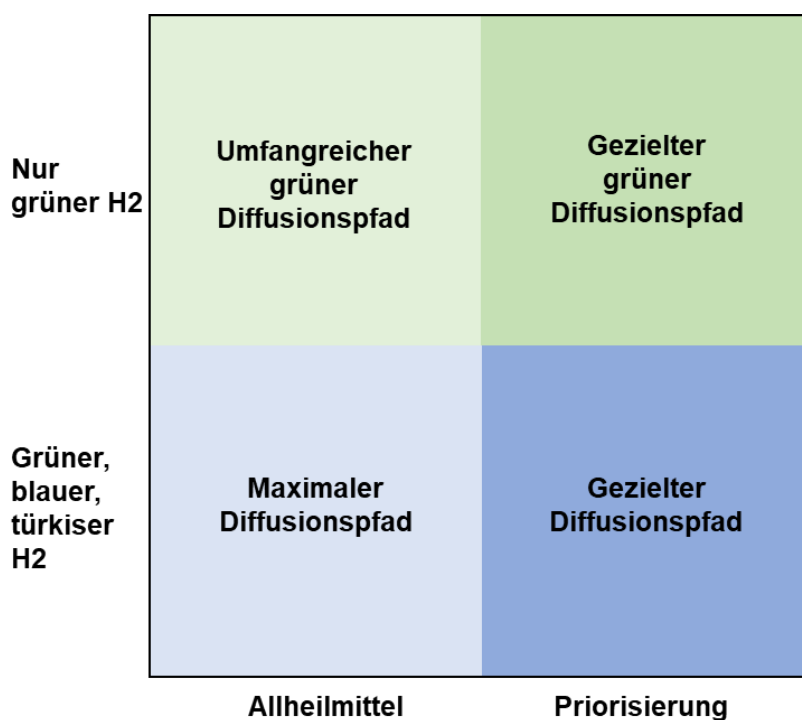 Nur
grüner H2
Umfangreicher
grüner
Diffusionspfad
Gezielter
grüner
Diffusionspfad
Grüner,
blauer,
türkiser
H2
Maximaler
Diffusionspfad
Gezielter
Diffusionspfad
Allheilmittel
Priorisierung